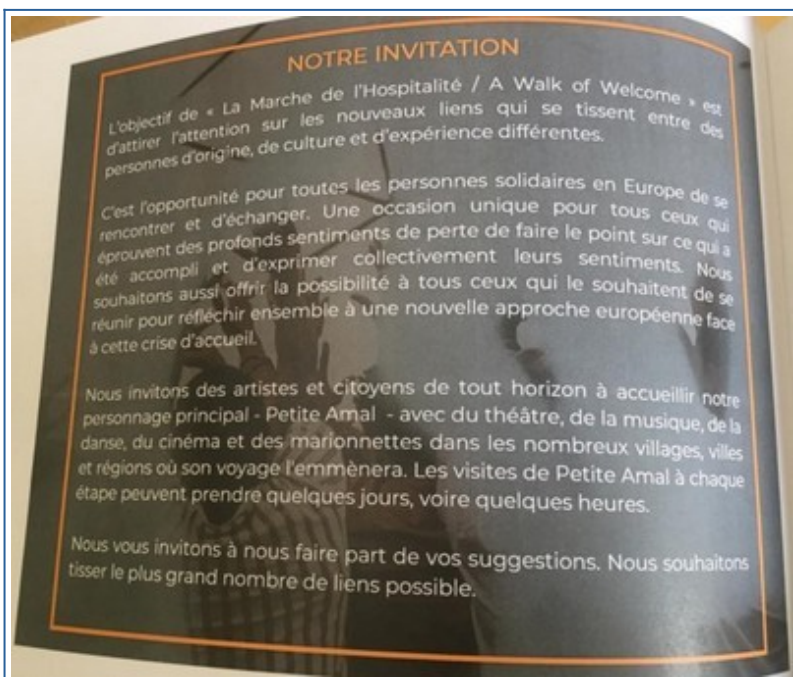 NOTRE INVITATION
L'objectif de « La Marche de l'Hospitalité / A Walk of Welcome » est
d'attirer l'attention sur les nouveaux liens qui se tissent entre des
personnes d'origine, de culture et d'expérience différentes.
C'est l'opportunité pour toutes les personnes solidaires en Europe de se
rencontrer et d'échanger. Une occasion unique pour tous ceux qui
éprouvent des profonds sentiments de perte de faire le point sur ce qui a
été accompli et d'exprimer collectivement leurs sentiments. Nous
souhaitons aussi offrir la possibilité à tous ceux qui le souhaitent de se
réunir pour réfléchir ensemble à une nouvelle approche européenne face
à cette crise d'accueil.
Nous invitons des artistes et citoyens de tout horizon à accueillir notre
personnage principal - Petite Amal - avec du théâtre, de la musique, de la
danse, du cinéma et des marionnettes dans les nombreux villages, villes
et régions où son voyage l'emmènera. Les visites de Petite Amal à chaque
étape peuvent prendre quelques jours, voire quelques heures.
Nous vous invitons à nous faire part de vos suggestions. Nous souhaitons
tisser le plus grand nombre de liens possible.